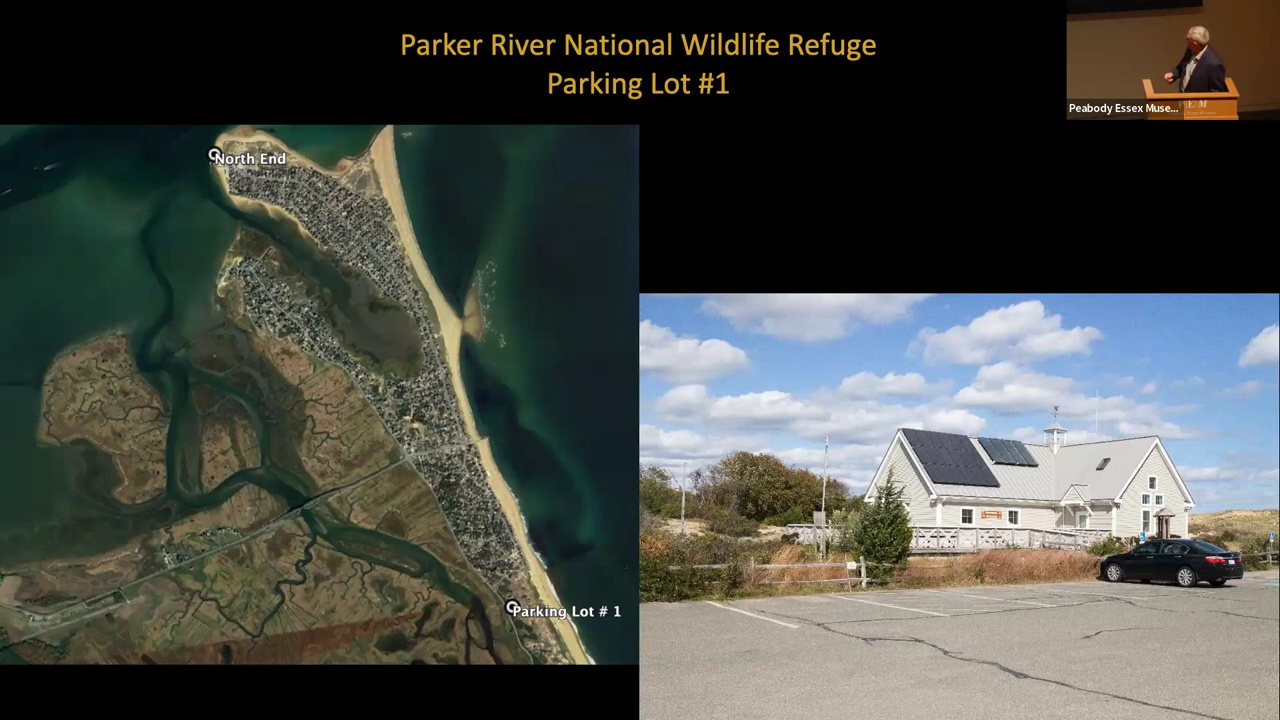 Parker River National Wildlife Refuge
Parking Lot #1
Peabody Essex Muse...
North End
Parking Lot # 1